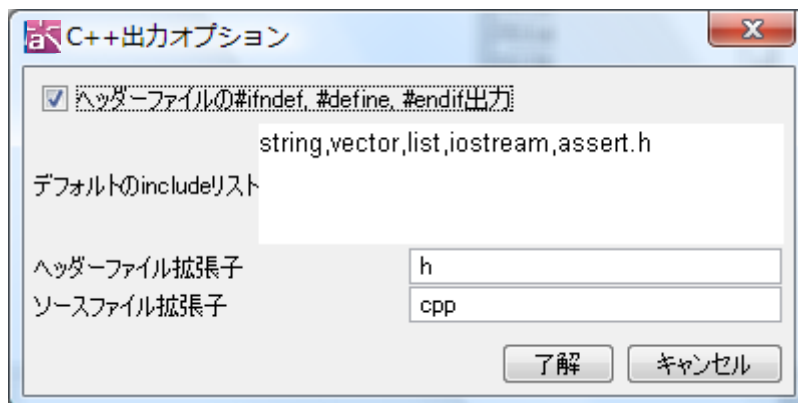 C++出力オプション
ヘッダーファイルの#ifndef, #define, #endif出力
string,vector,list,iostream,assert.h
デフォルトのincludeリスト
ヘッダーファイル拡張子 h
ソースファイル拡張子 cpp
了解 キャンセル